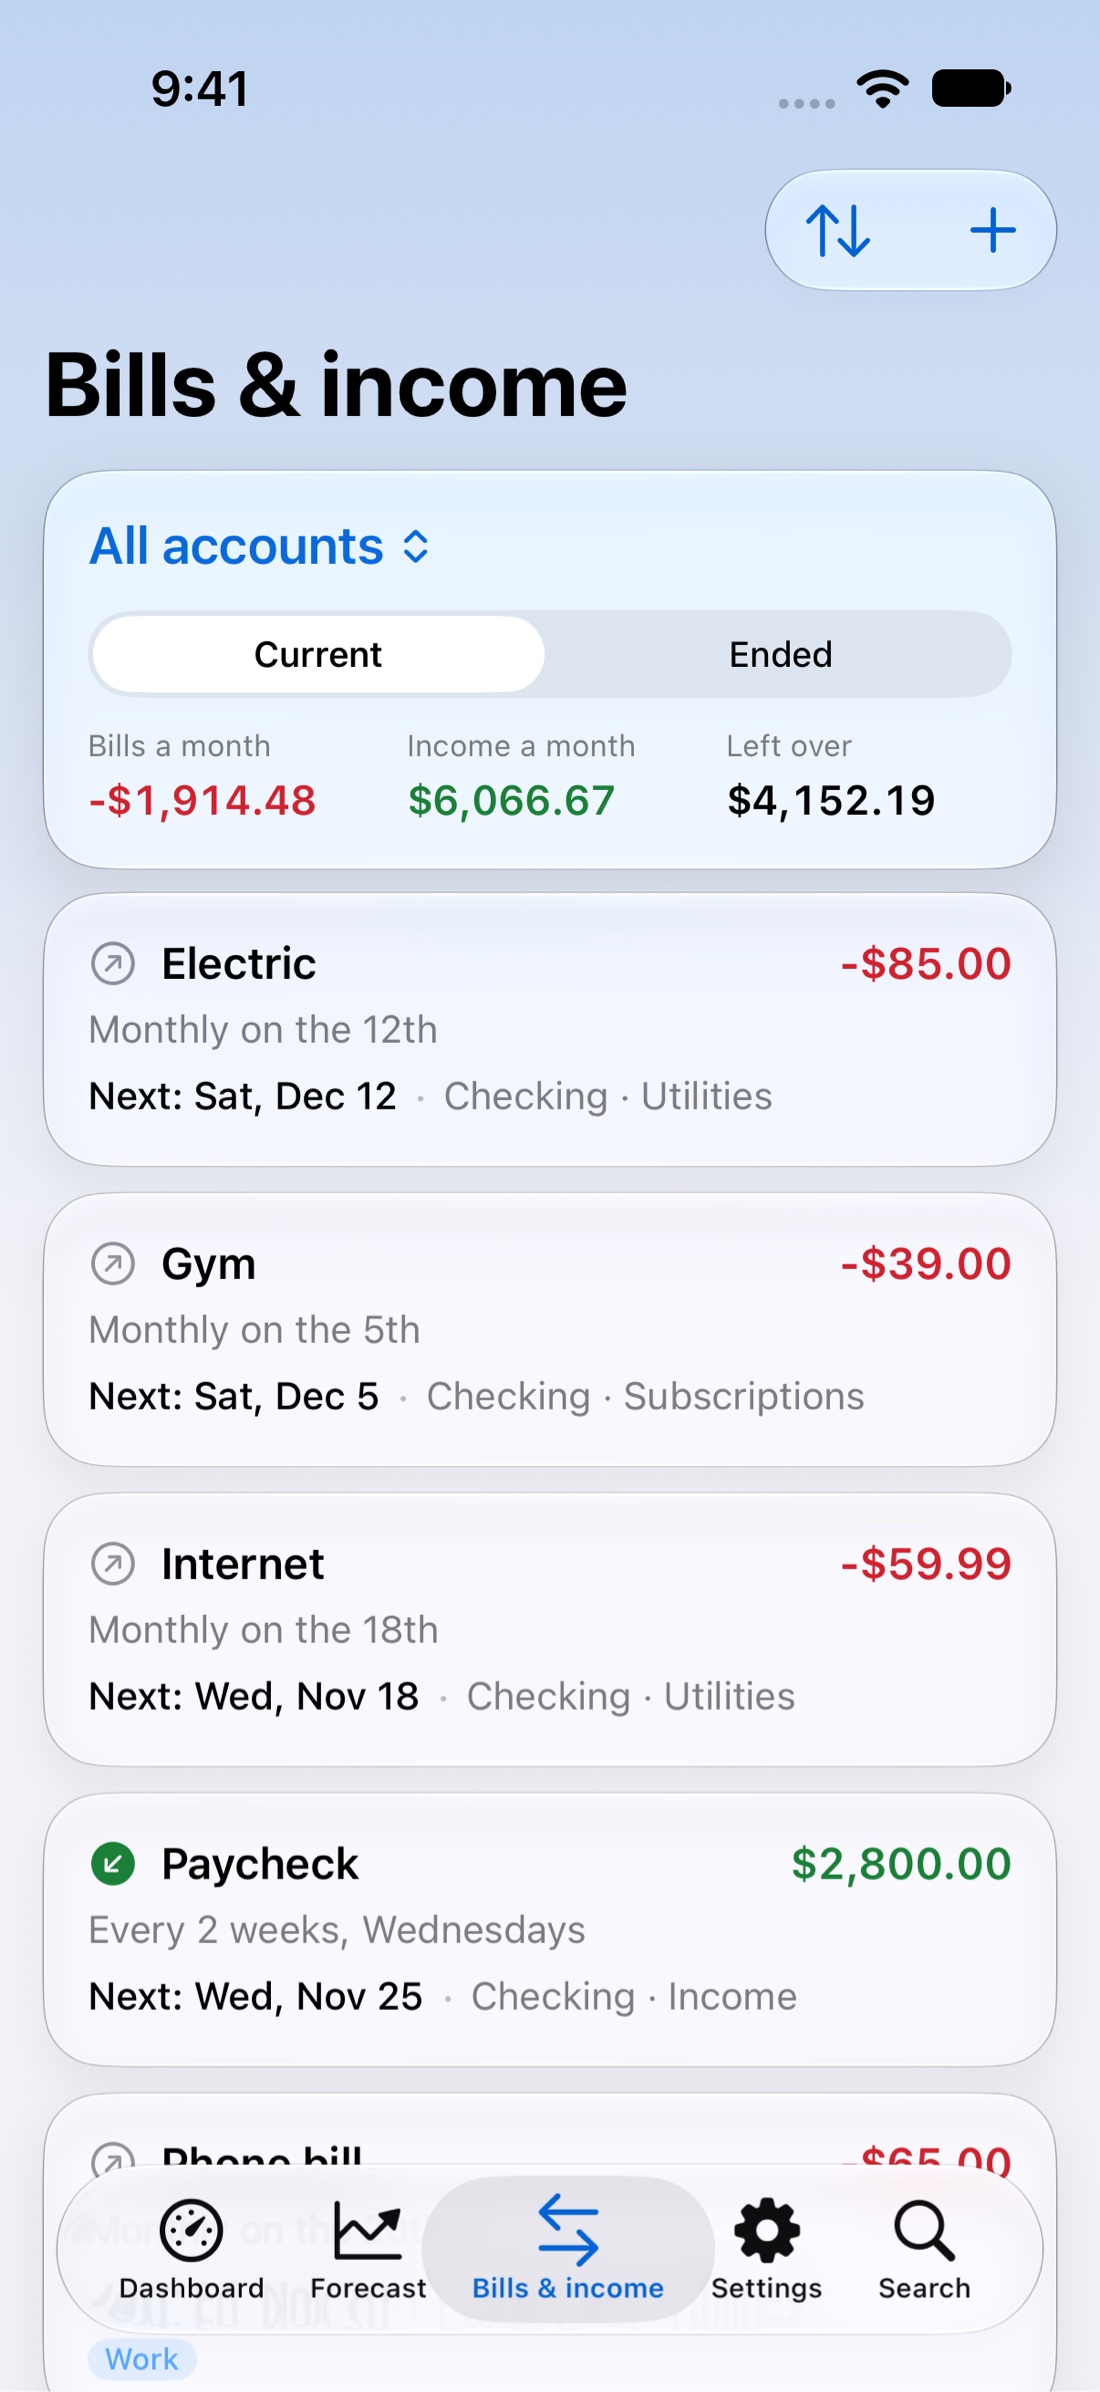 9:41
Bills & income
All accounts
Current Ended
Bills a month Income a month Left over
-$1,914.48 $6,066.67 $4,152.19
Electric -$85.00
Monthly on the 12th
Next: Sat, Dec 12 · Checking · Utilities
Gym -$39.00
Monthly on the 5th
Next: Sat, Dec 5 · Checking · Subscriptions
Internet -$59.99
Monthly on the 18th
Next: Wed, Nov 18 · Checking · Utilities
Paycheck $2,800.00
Every 2 weeks, Wednesdays
Next: Wed, Nov 25 · Checking · Income
Phone bill -$65.00
Dashboard Forecast Bills & income Settings Search
Work